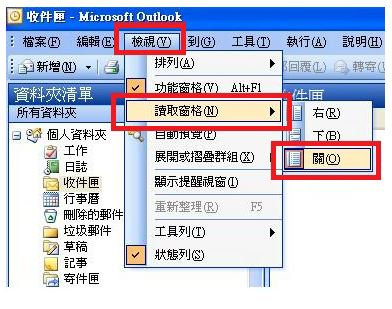 收件匣 - Microsoft Outlook
檔案(F) 編輯(E) 檢視(V) 到(G) 工具(T) 執行(A) 說明(H)
新增(N) 回覆(L) 轉寄(
資料夾清單
所有資料夾
個人資料夾
工作
日誌
收件匣
行事曆
刪除的郵件
垃圾郵件
草稿
記事
寄件匣
排列(A)
功能窗格(V) Alt+F1
讀取窗格(N)
自動預覽(P)
展開或摺疊群組(X)
顯示提醒視窗(I)
重新整理(R) F5
工具列(T)
狀態列(S)
件匣
右(R)
下(B)
關(O)